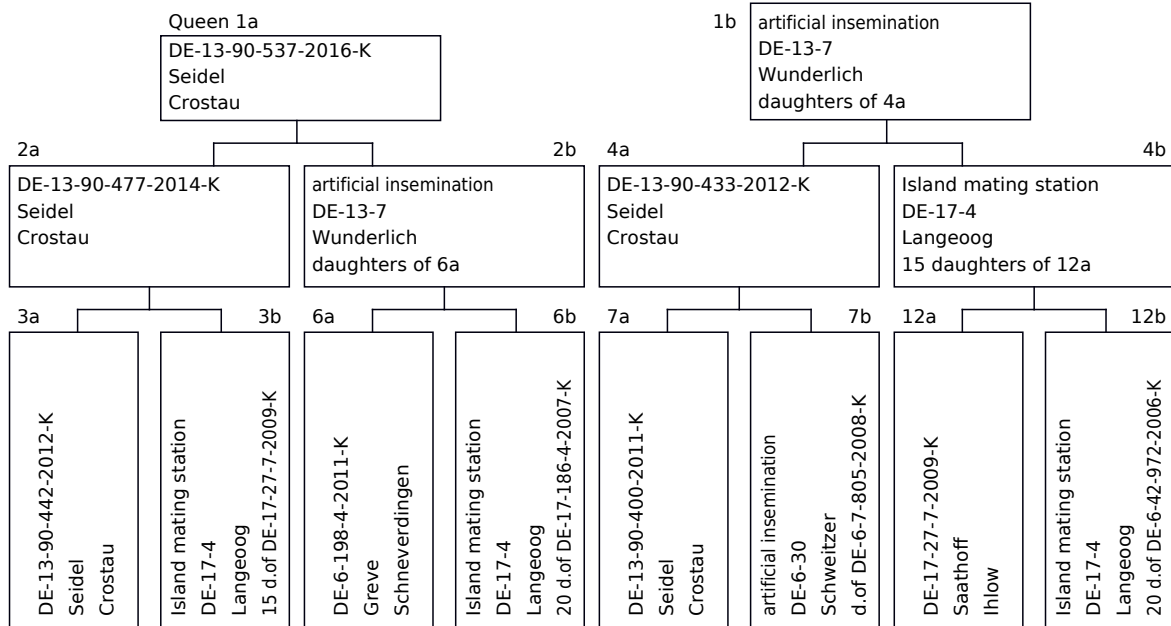 Queen 1a
DE-13-90-537-2016-K
Seidel
Crostau
1b
artificial insemination
DE-13-7
Wunderlich
daughters of 4a
2a
DE-13-90-477-2014-K
Seidel
Crostau
2b
artificial insemination
DE-13-7
Wunderlich
daughters of 6a
4a
DE-13-90-433-2012-K
Seidel
Crostau
4b
Island mating station
DE-17-4
Langeoog
15 daughters of 12a
3a
DE-13-90-442-2012-K
Seidel
Crostau
3b
Island mating station
DE-17-4
Langeoog
15 d.of DE-17-27-7-2009-K
6a
DE-6-198-4-2011-K
Greve
Schneverdingen
6b
Island mating station
DE-17-4
Langeoog
20 d.of DE-17-186-4-2007-K
7a
DE-13-90-400-2011-K
Seidel
Crostau
7b
artificial insemination
DE-6-30
Schweitzer
d.of DE-6-7-805-2008-K
12a
DE-17-27-7-2009-K
Saathoff
Ihlow
12b
Island mating station
DE-17-4
Langeoog
20 d.of DE-6-42-972-2006-K